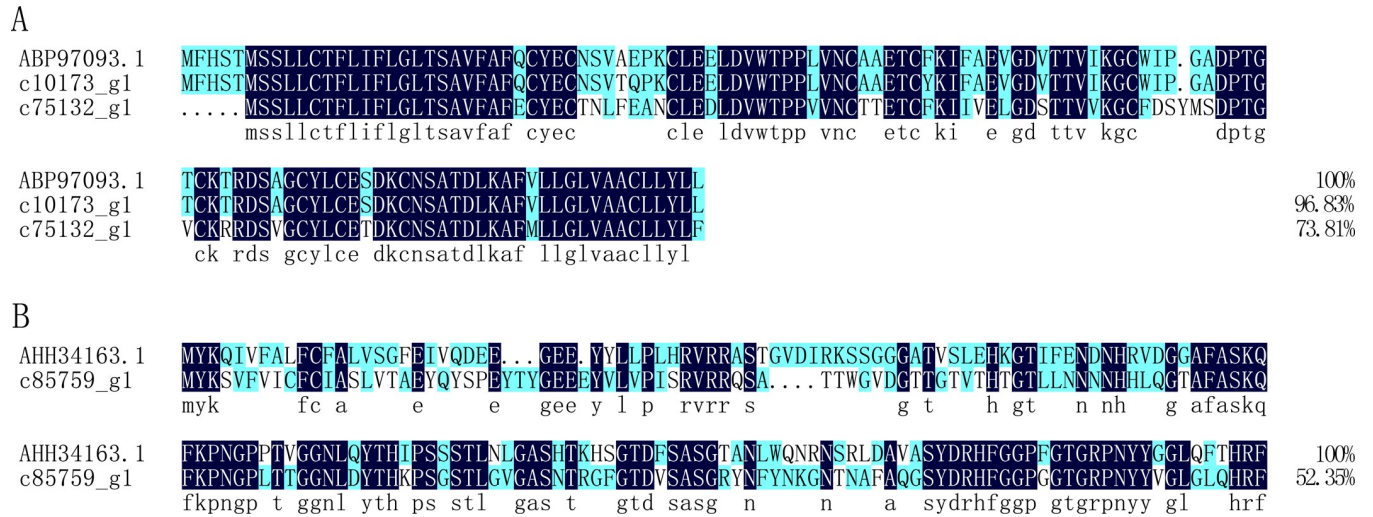 A
ABP97093.1 MFHSTMSSLLCTFLIFLGLTSAVFAFQCYECNSVAEPKCLEELDVWTPPLVNCAAETCFKIFAEVGDVTTVIKGCWIP.GADPTG
c10173_g1 MFHSTMSSLLCTFLIFLGLTSAVFAFQCYECNSVTQPKCLEELDVWTPPLVNCAAETCYKIFAEVGDVTTVIKGCWIP.GADPTG
c75132_g1 .....MSSLLCTFLIFLGLTSAVFAFECYECTNLFEANCLEDLDVWTPPVVNCTTETCFKIIVELGDSTTVVKGCFDSYMSDPTG
mssllctfliflgltsavfaf cyec cle ldvwtpp vnc etc ki e gd ttv kgc dptg
ABP97093.1 TCKTRDSAGCYLCESDKCNSATDLKAFVLLGLVAACLLYLL 100%
c10173_g1 TCKTRDSAGCYLCESDKCNSATDLKAFVLLGLVAACLLYLL 96.83%
c75132_g1 VCKRRDSVGCYLCETDKCNSATDLKAFMLLGLVAACLLYLF 73.81%
ck rds gcylce dkcnsatdlkaf llglvaacllyl
B
AHH34163.1 MYKQIVFALFCFALVSGFEIVQDEE...GEE.YYLLPLHRVRRASTGVDIRKSSGGGATVSLEHKGTIFENDNHRVDGGAFASKQ
c85759_g1 MYKSVFVICFCIASLVTAEYQYSPEYTYGEEEYVLVPISRVRRQSA....TTWGVDGTTGTVTHTGTLLNNNNHHLQGTAFASKQ
myk fc a e e gee y l p rvrr s g t h gt n nh g afaskq
AHH34163.1 FKPNGPPTVGGNLQYTHIPSSSTLNLGASHTKHSGTDFSASGTANLWQNRNSRLDAVASYDRHFGGPFGTGRPNYYGGLQFTHRF 100%
c85759_g1 FKPNGPLTTGGNLDYTHKPSGSTLGVGASNTRGFGTDVSASGRYNFYNKGNTNAFAQGSYDRHFGGPGGTGRPNYYVGLGLQHRF 52.35%
fkpngp t ggnl yth ps stl gas t gtd sasg n n a sydrhfggp gtgrpnyy gl hrf